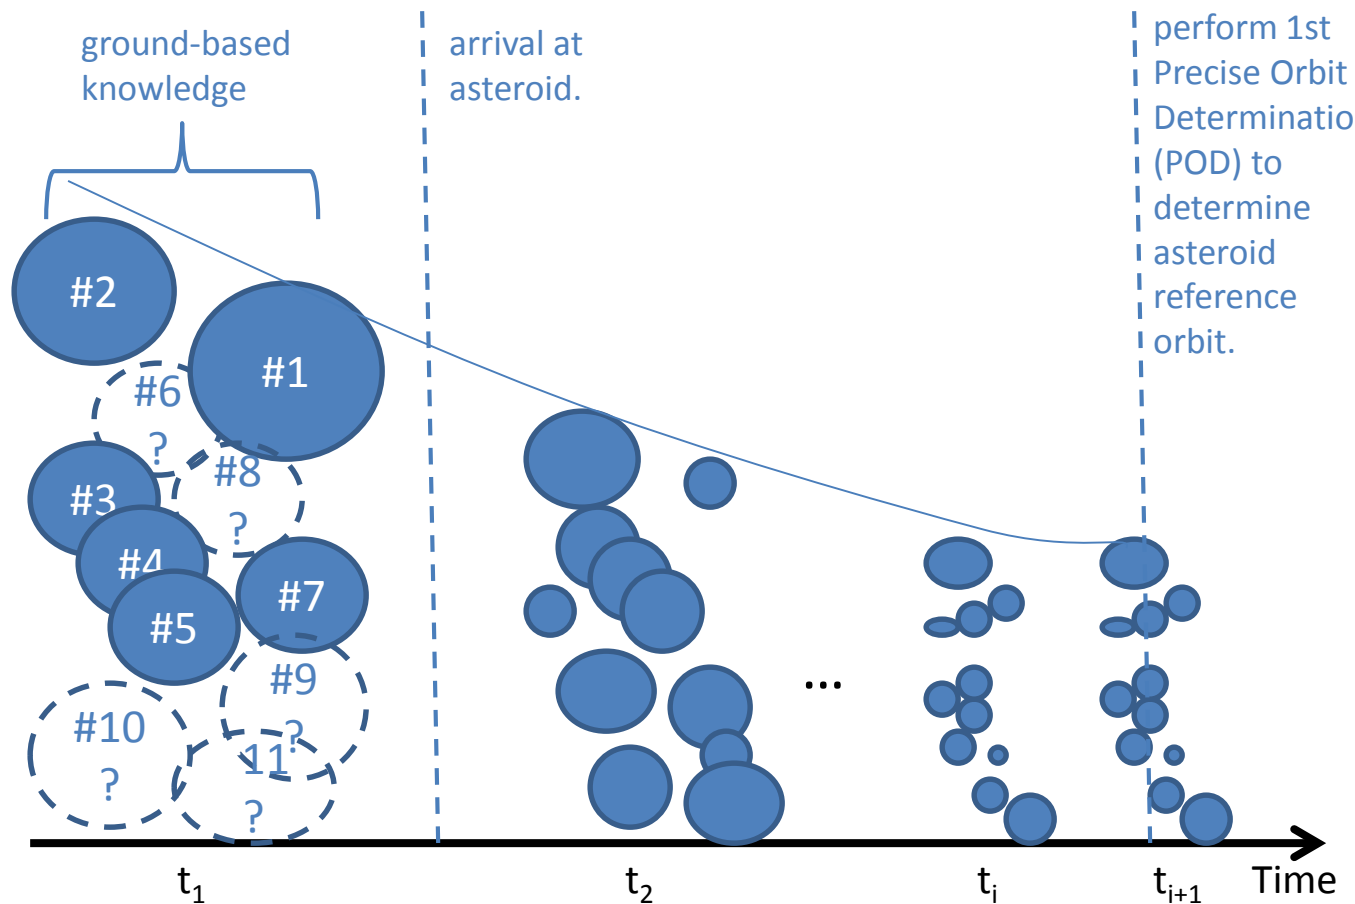 ground-based
knowledge
arrival at
asteroid.
perform 1st
Precise Orbit
Determinatio
(POD) to
determine
asteroid
reference
orbit.
#2
#1
#6
?
#8
?
#3
#4
#5
#7
#9
?
#10
?
11
?
...
t₁
t₂
tᵢ
tᵢ₊₁
Time